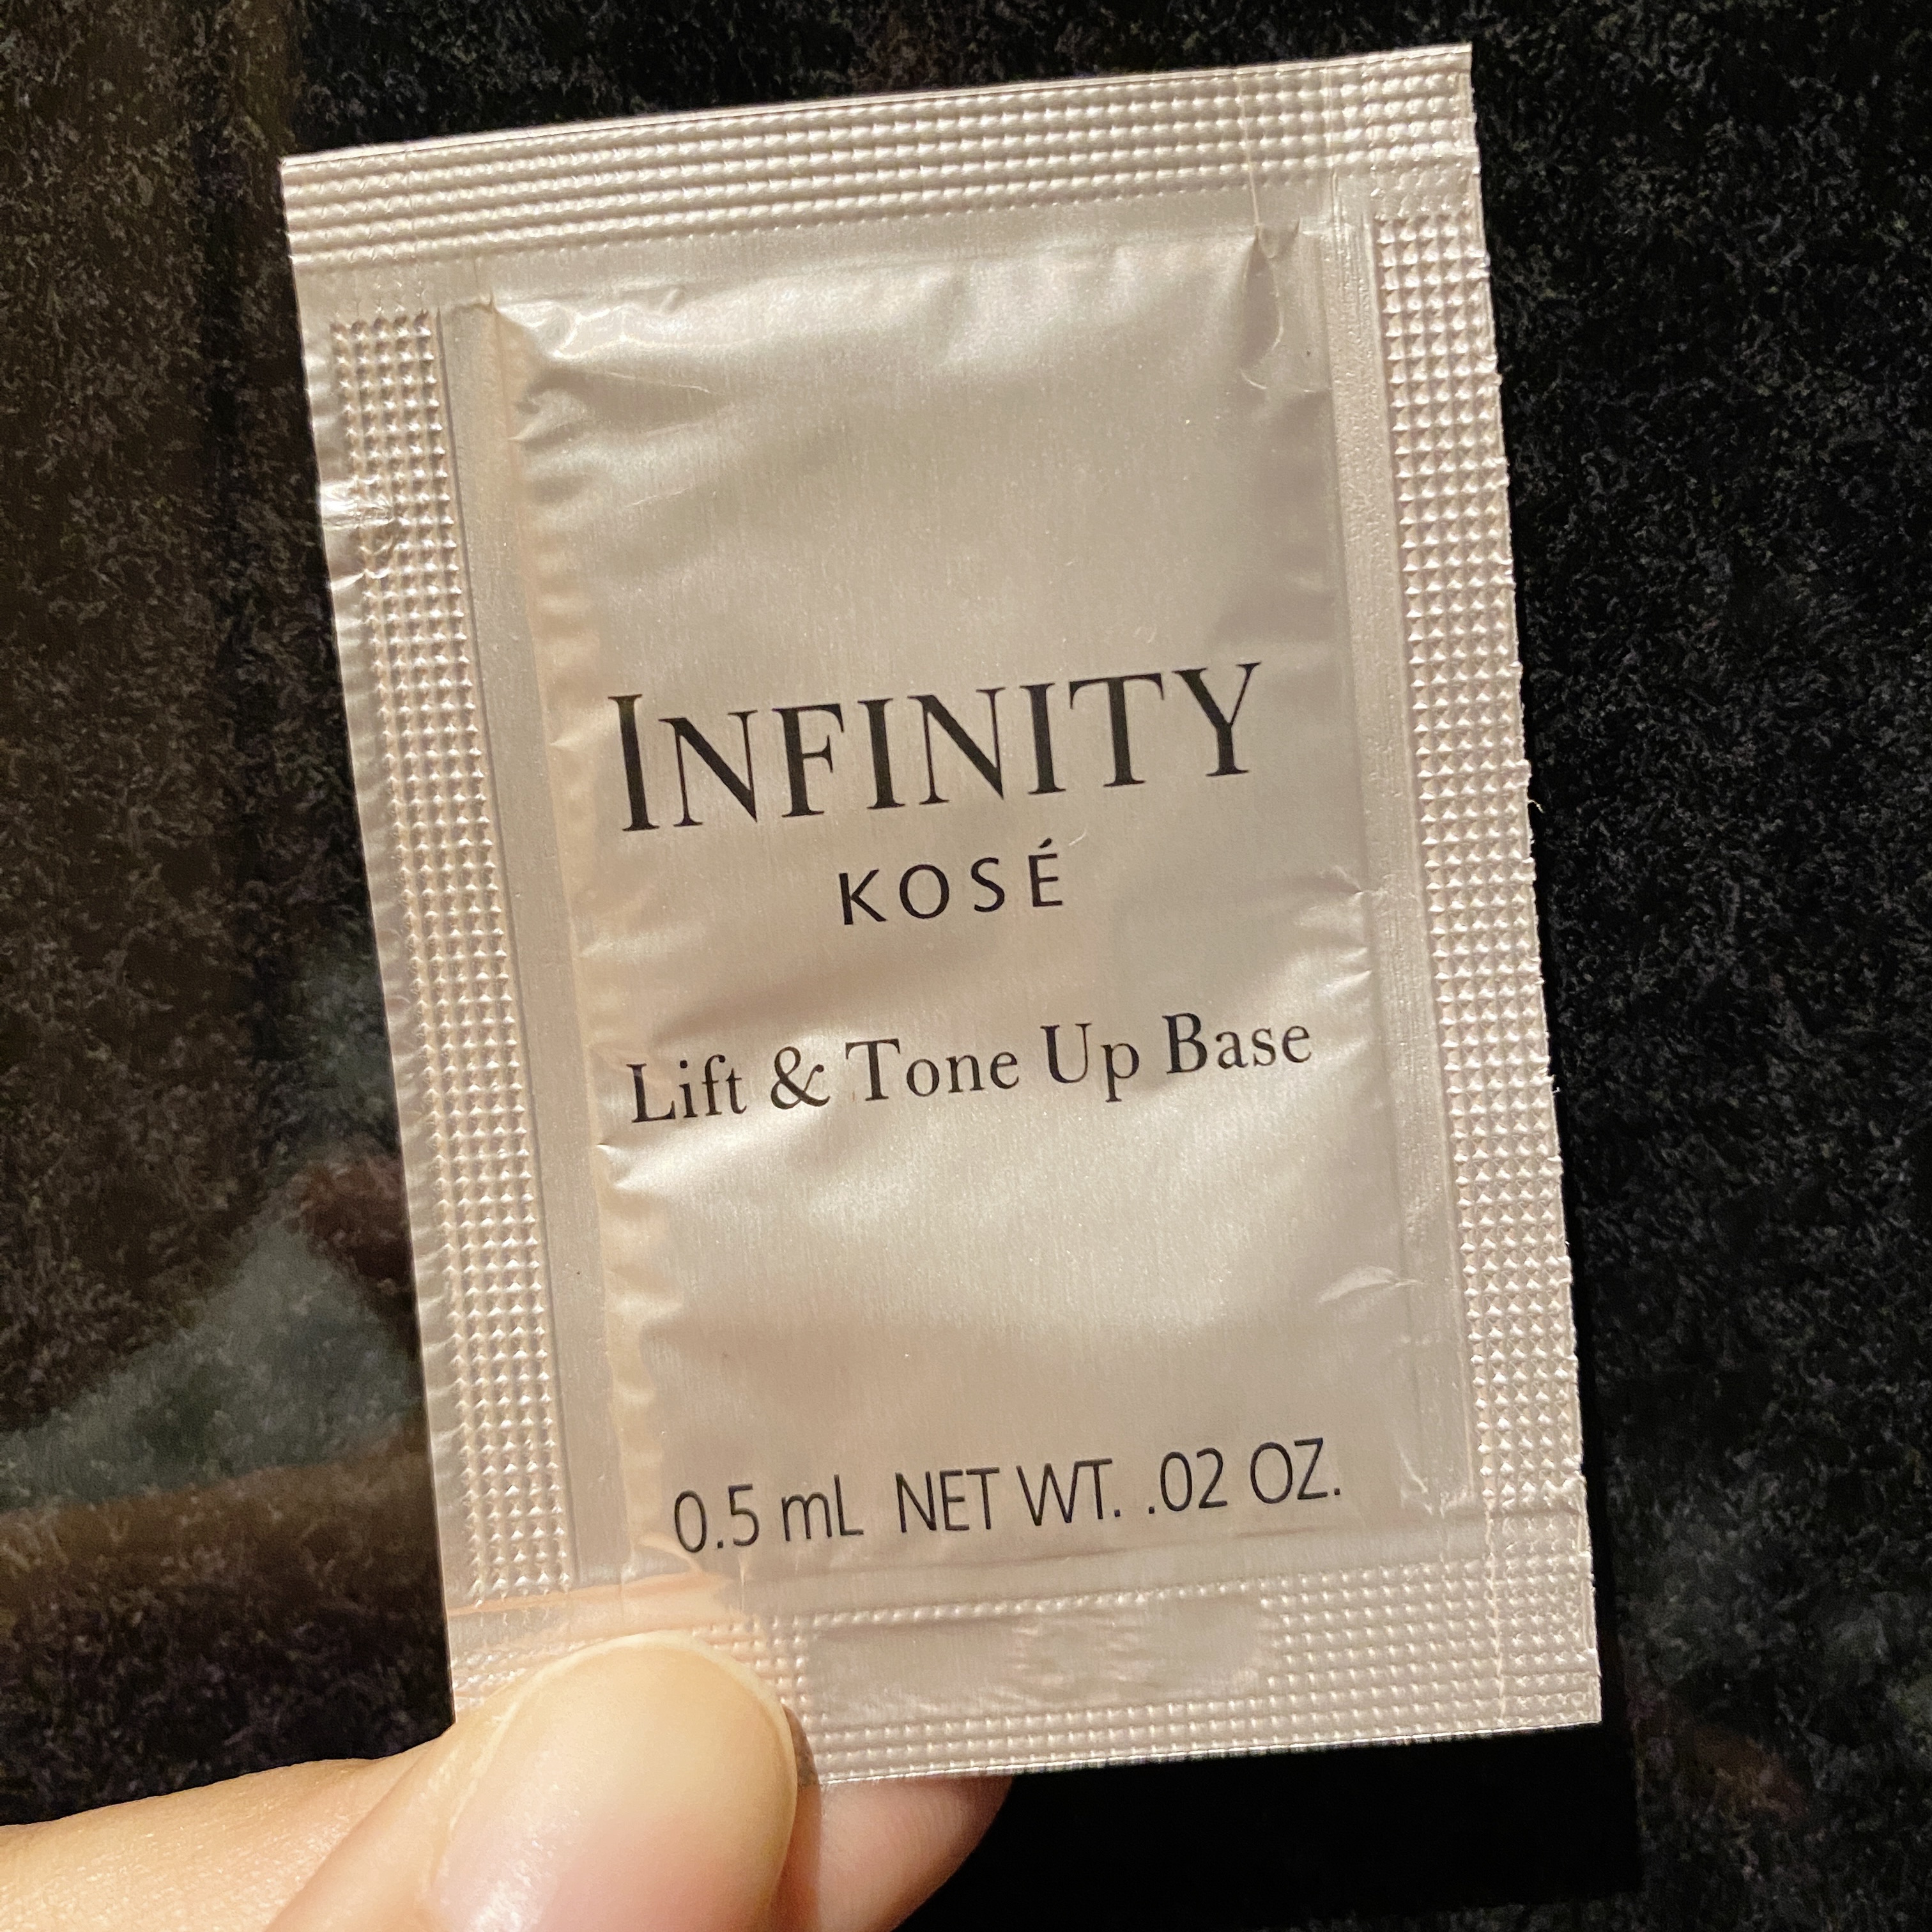 INFINITY
KOSÉ
Lift & Tone Up Base
0.5 mL NET WT. .02 OZ.